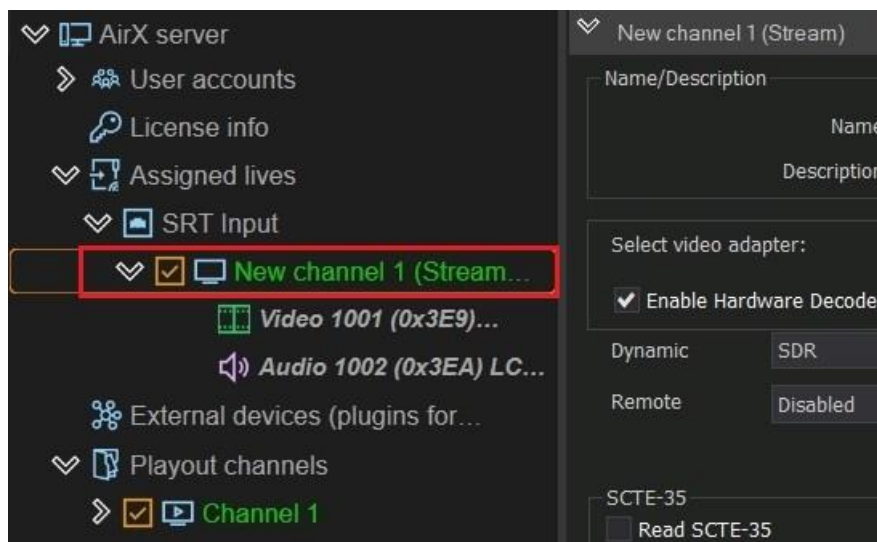 AirX server
User accounts
License info
Assigned lives
SRT Input
New channel 1 (Stream...
Video 1001 (0x3E9)...
Audio 1002 (0x3EA) LC...
External devices (plugins for...
Playout channels
Channel 1
New channel 1 (Stream)
Name/Description
Name
Description
Select video adapter:
Enable Hardware Decode
Dynamic SDR
Remote Disabled
SCTE-35
Read SCTE-35